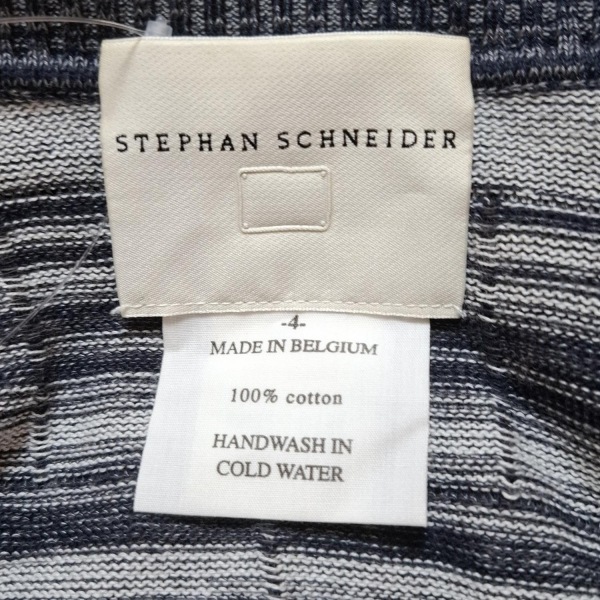 STEPHAN SCHNEIDER
-4-
MADE IN BELGIUM
100% cotton
HANDWASH IN
COLD WATER